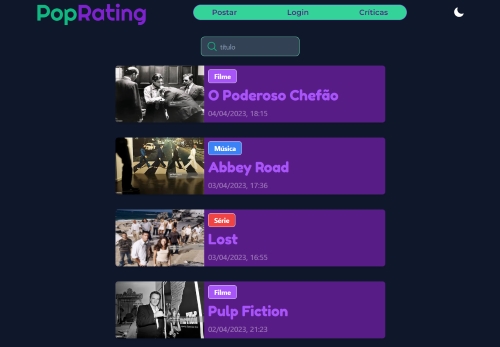 PopRating
Postar Login Críticas
título
Filme
O Poderoso Chefão
04/04/2023, 18:15
Música
Abbey Road
03/04/2023, 17:36
Série
Lost
03/04/2023, 16:55
Filme
Pulp Fiction
02/04/2023, 21:23